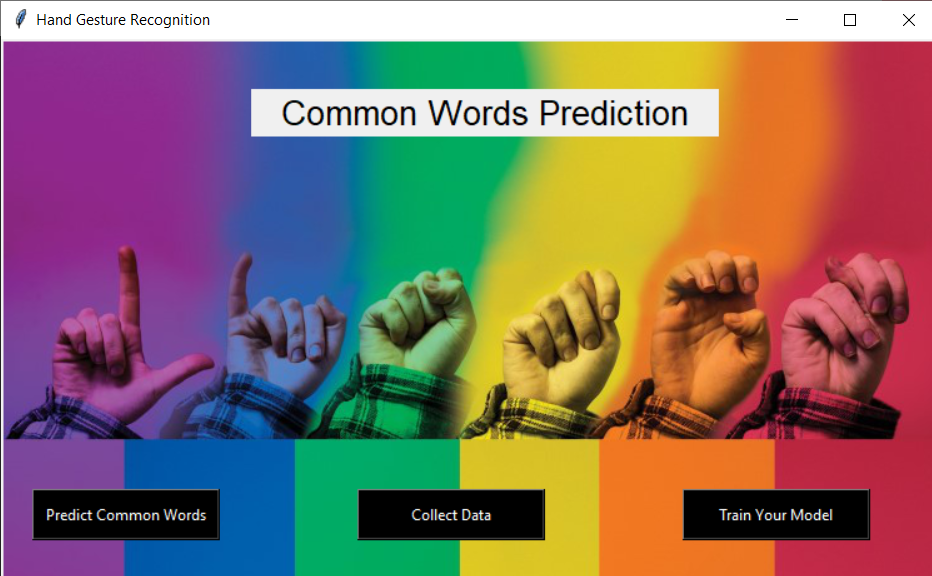 Hand Gesture Recognition
Common Words Prediction
Predict Common Words
Collect Data
Train Your Model